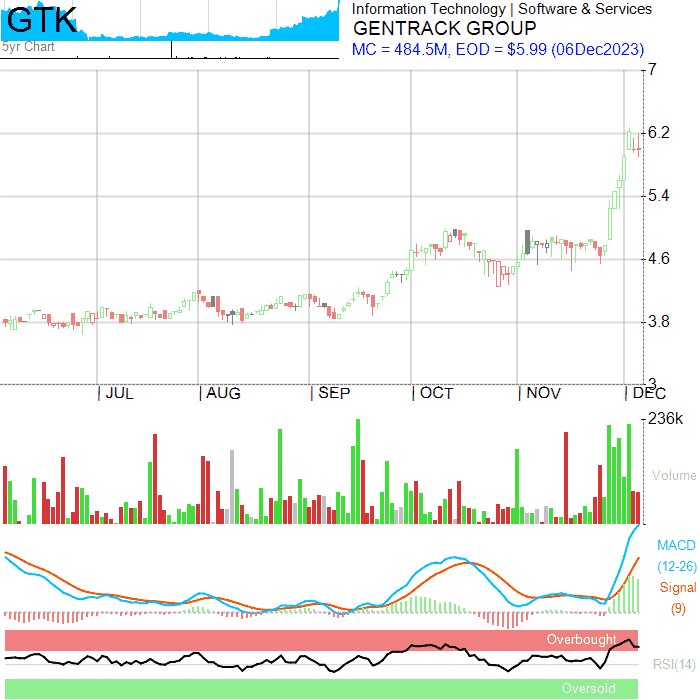 GTK
5yr Chart
Information Technology | Software & Services
GENTRACK GROUP
MC = 484.5M, EOD = $5.99 (06Dec2023)
7
6.2
5.4
4.6
3.8
3
| JUL
| AUG
| SEP
| OCT
| NOV
| DEC
236k
Volume
MACD
(12-26)
Signal
(9)
Overbought
RSI(14)
Oversold